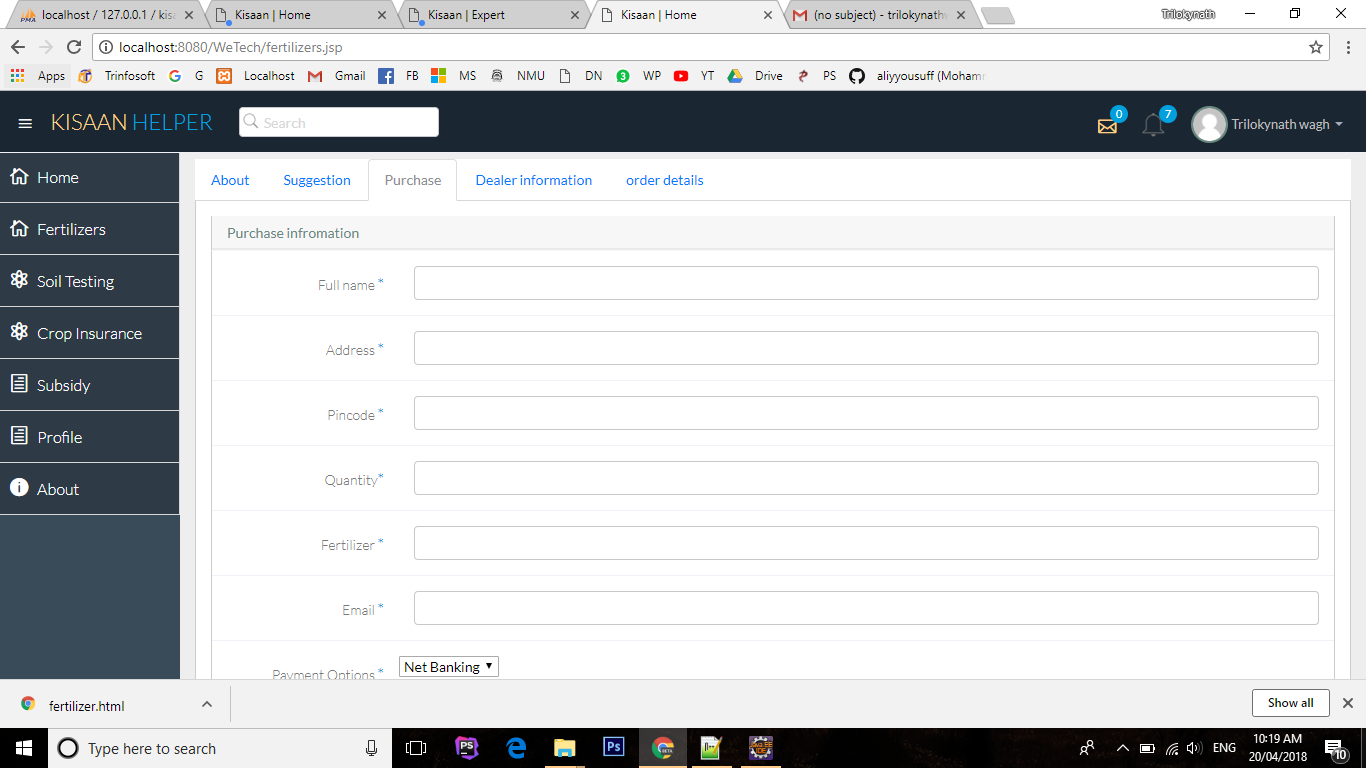 localhost / 127.0.0.1 / kis
Kisaan | Home
Kisaan | Expert
Kisaan | Home
(no subject) - trilokynath
Trilokynath
localhost:8080/WeTech/fertilizers.jsp
Apps
Trinfosoft
G
Localhost
Gmail
FB
MS
NMU
DN
WP
YT
Drive
PS
aliyyousuff (Mohamm
KISAAN HELPER
Search
0
7
Trilokynath wagh
Home
Fertilizers
Soil Testing
Crop Insurance
Subsidy
Profile
About
About
Suggestion
Purchase
Dealer information
order details
Purchase infromation
Full name *
Address *
Pincode *
Quantity*
Fertilizer *
Email *
Payment Options *
Net Banking
fertilizer.html
Show all
Type here to search
ENG
10:19 AM
20/04/2018
10